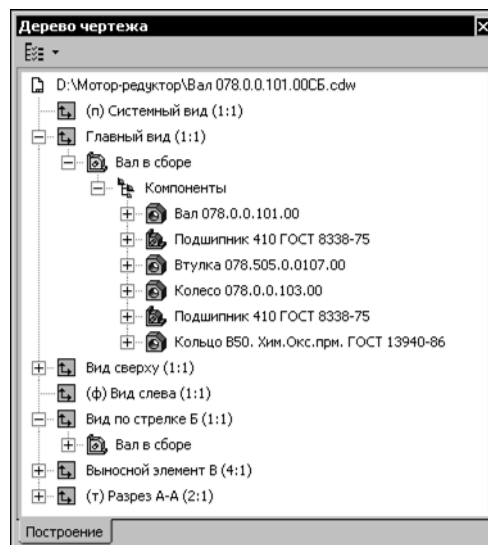 Дерево чертежа
D:\Мотор-редуктор\Вал 078.0.0.101.00СБ.cdw
(п) Системный вид (1:1)
Главный вид (1:1)
Вал в сборе
Компоненты
Вал 078.0.0.101.00
Подшипник 410 ГОСТ 8338-75
Втулка 078.505.0.0107.00
Колесо 078.0.0.103.00
Подшипник 410 ГОСТ 8338-75
Кольцо В50. Хим.Окс.прм. ГОСТ 13940-86
Вид сверху (1:1)
(ф) Вид слева (1:1)
Вид по стрелке Б (1:1)
Вал в сборе
Выносной элемент В (4:1)
(т) Разрез А-А (2:1)
Построение